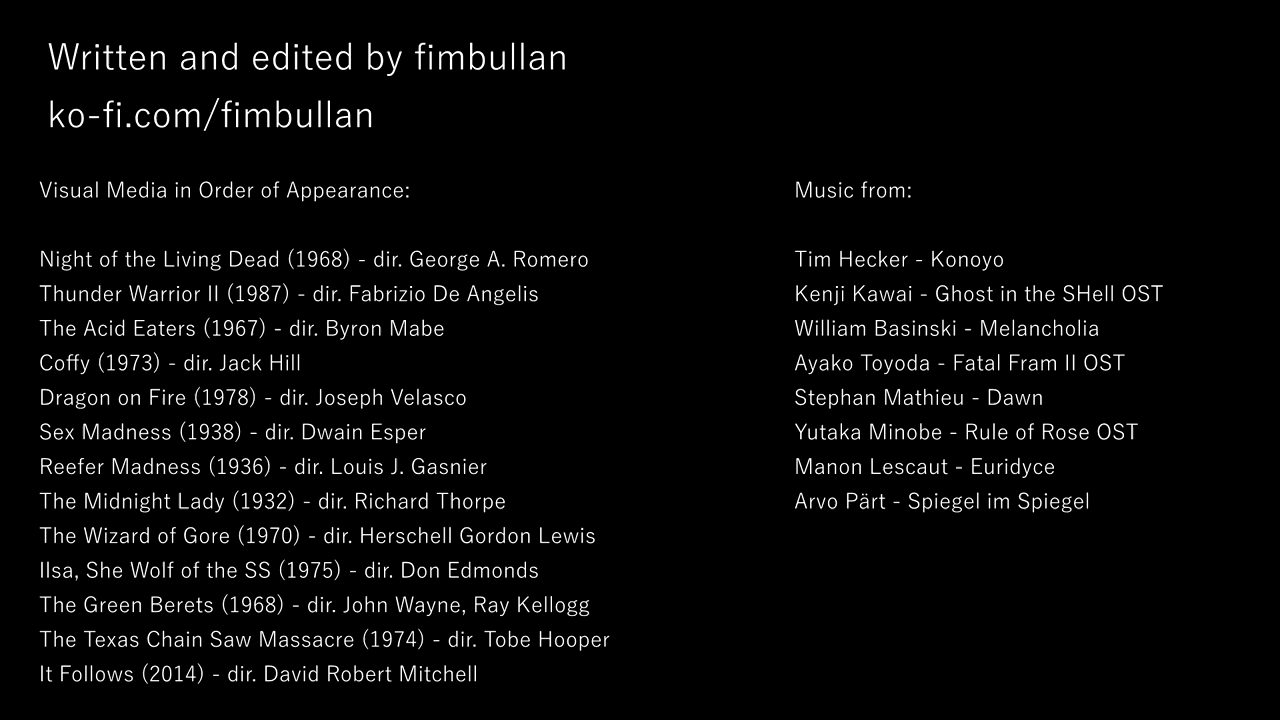 Written and edited by fimbullan
ko-fi.com/fimbullan
Visual Media in Order of Appearance:
Night of the Living Dead (1968) - dir. George A. Romero
Thunder Warrior II (1987) - dir. Fabrizio De Angelis
The Acid Eaters (1967) - dir. Byron Mabe
Coffy (1973) - dir. Jack Hill
Dragon on Fire (1978) - dir. Joseph Velasco
Sex Madness (1938) - dir. Dwain Esper
Reefer Madness (1936) - dir. Louis J. Gasnier
The Midnight Lady (1932) - dir. Richard Thorpe
The Wizard of Gore (1970) - dir. Herschell Gordon Lewis
Ilsa, She Wolf of the SS (1975) - dir. Don Edmonds
The Green Berets (1968) - dir. John Wayne, Ray Kellogg
The Texas Chain Saw Massacre (1974) - dir. Tobe Hooper
It Follows (2014) - dir. David Robert Mitchell
Music from:
Tim Hecker - Konoyo
Kenji Kawai - Ghost in the SHell OST
William Basinski - Melancholia
Ayako Toyoda - Fatal Fram II OST
Stephan Mathieu - Dawn
Yutaka Minobe - Rule of Rose OST
Manon Lescaut - Euridyce
Arvo Pärt - Spiegel im Spiegel